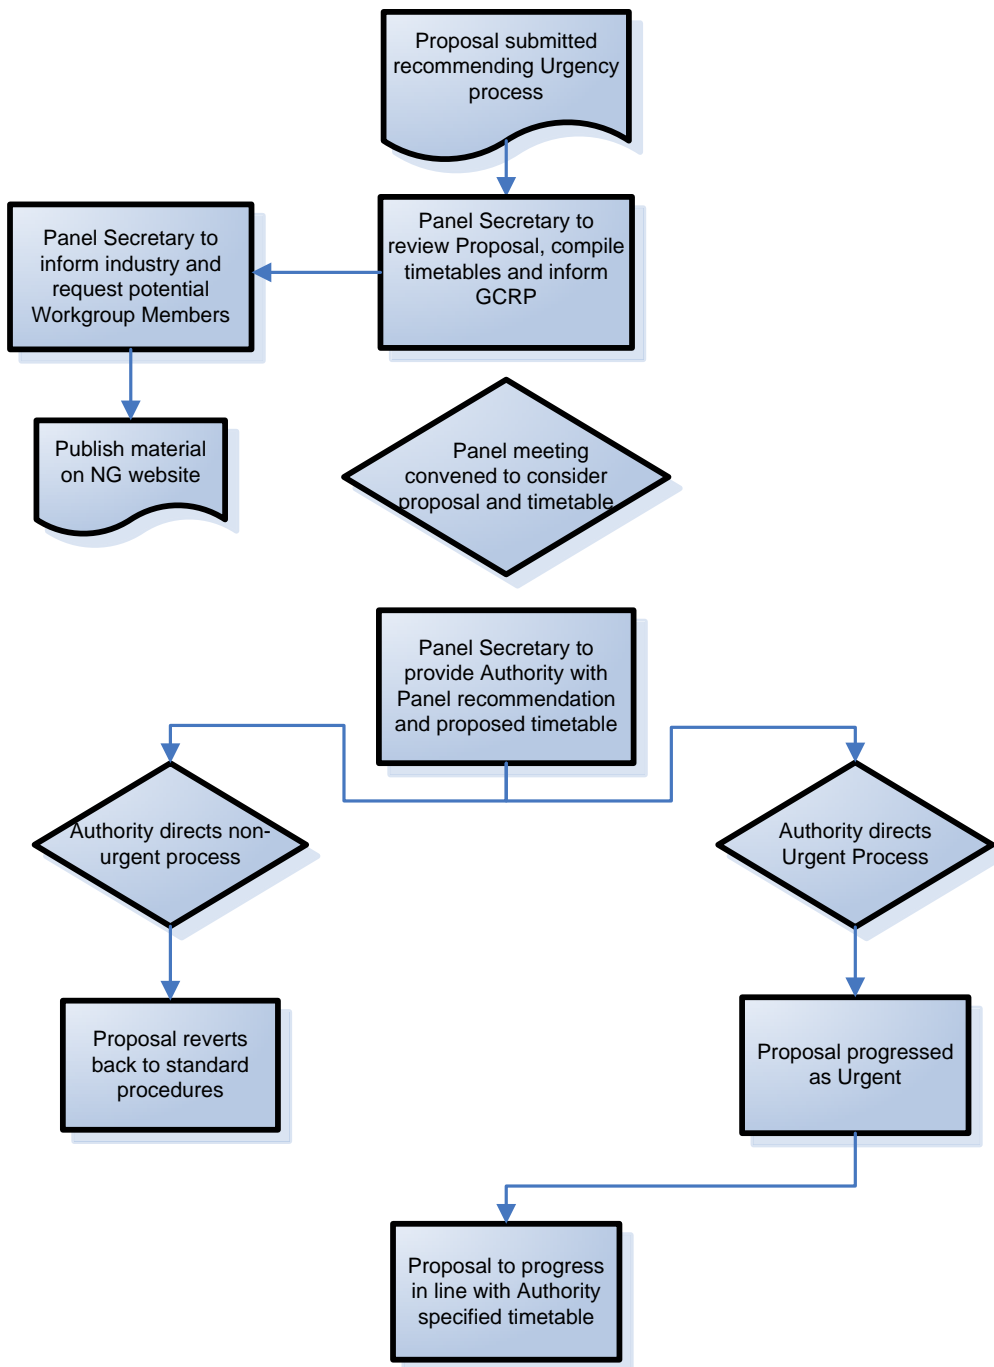 Proposal submitted
recommending Urgency
process
Panel Secretary to
review Proposal, compile
timetables and inform
GCRP
Panel Secretary to
inform industry and
request potential
Workgroup Members
Publish material
on NG website
Panel meeting
convened to consider
proposal and timetable
Panel Secretary to
provide Authority with
Panel recommendation
and proposed timetable
Authority directs non-
urgent process
Authority directs
Urgent Process
Proposal reverts
back to standard
procedures
Proposal progressed
as Urgent
Proposal to progress
in line with Authority
specified timetable